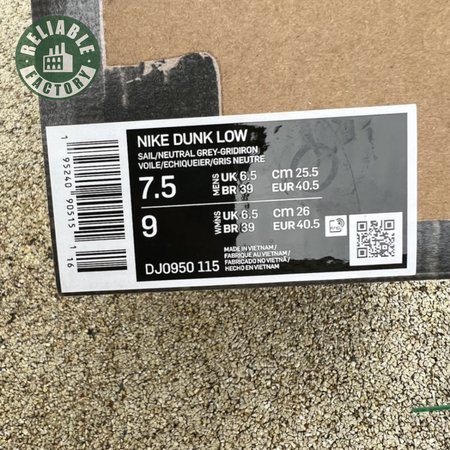 RELIABLE
FACTORY
NIKE DUNK LOW
SAIL/NEUTRAL GREY-GRIDIRON
VOILE/ECHIQUEIER/GRIS NEUTRE
7.5 MENS UK 6.5 CM 25.5
BR 39 EUR 40.5
9 WMNS UK 6.5 CM 26
BR 39 EUR 40.5
DJ0950 115
MADE IN VIETNAM /
FABRIQUÉ AU VIETNAM /
FABRICADO NO VIETNÃ /
HECHO EN VIETNAM
1 95240 90515 1 16